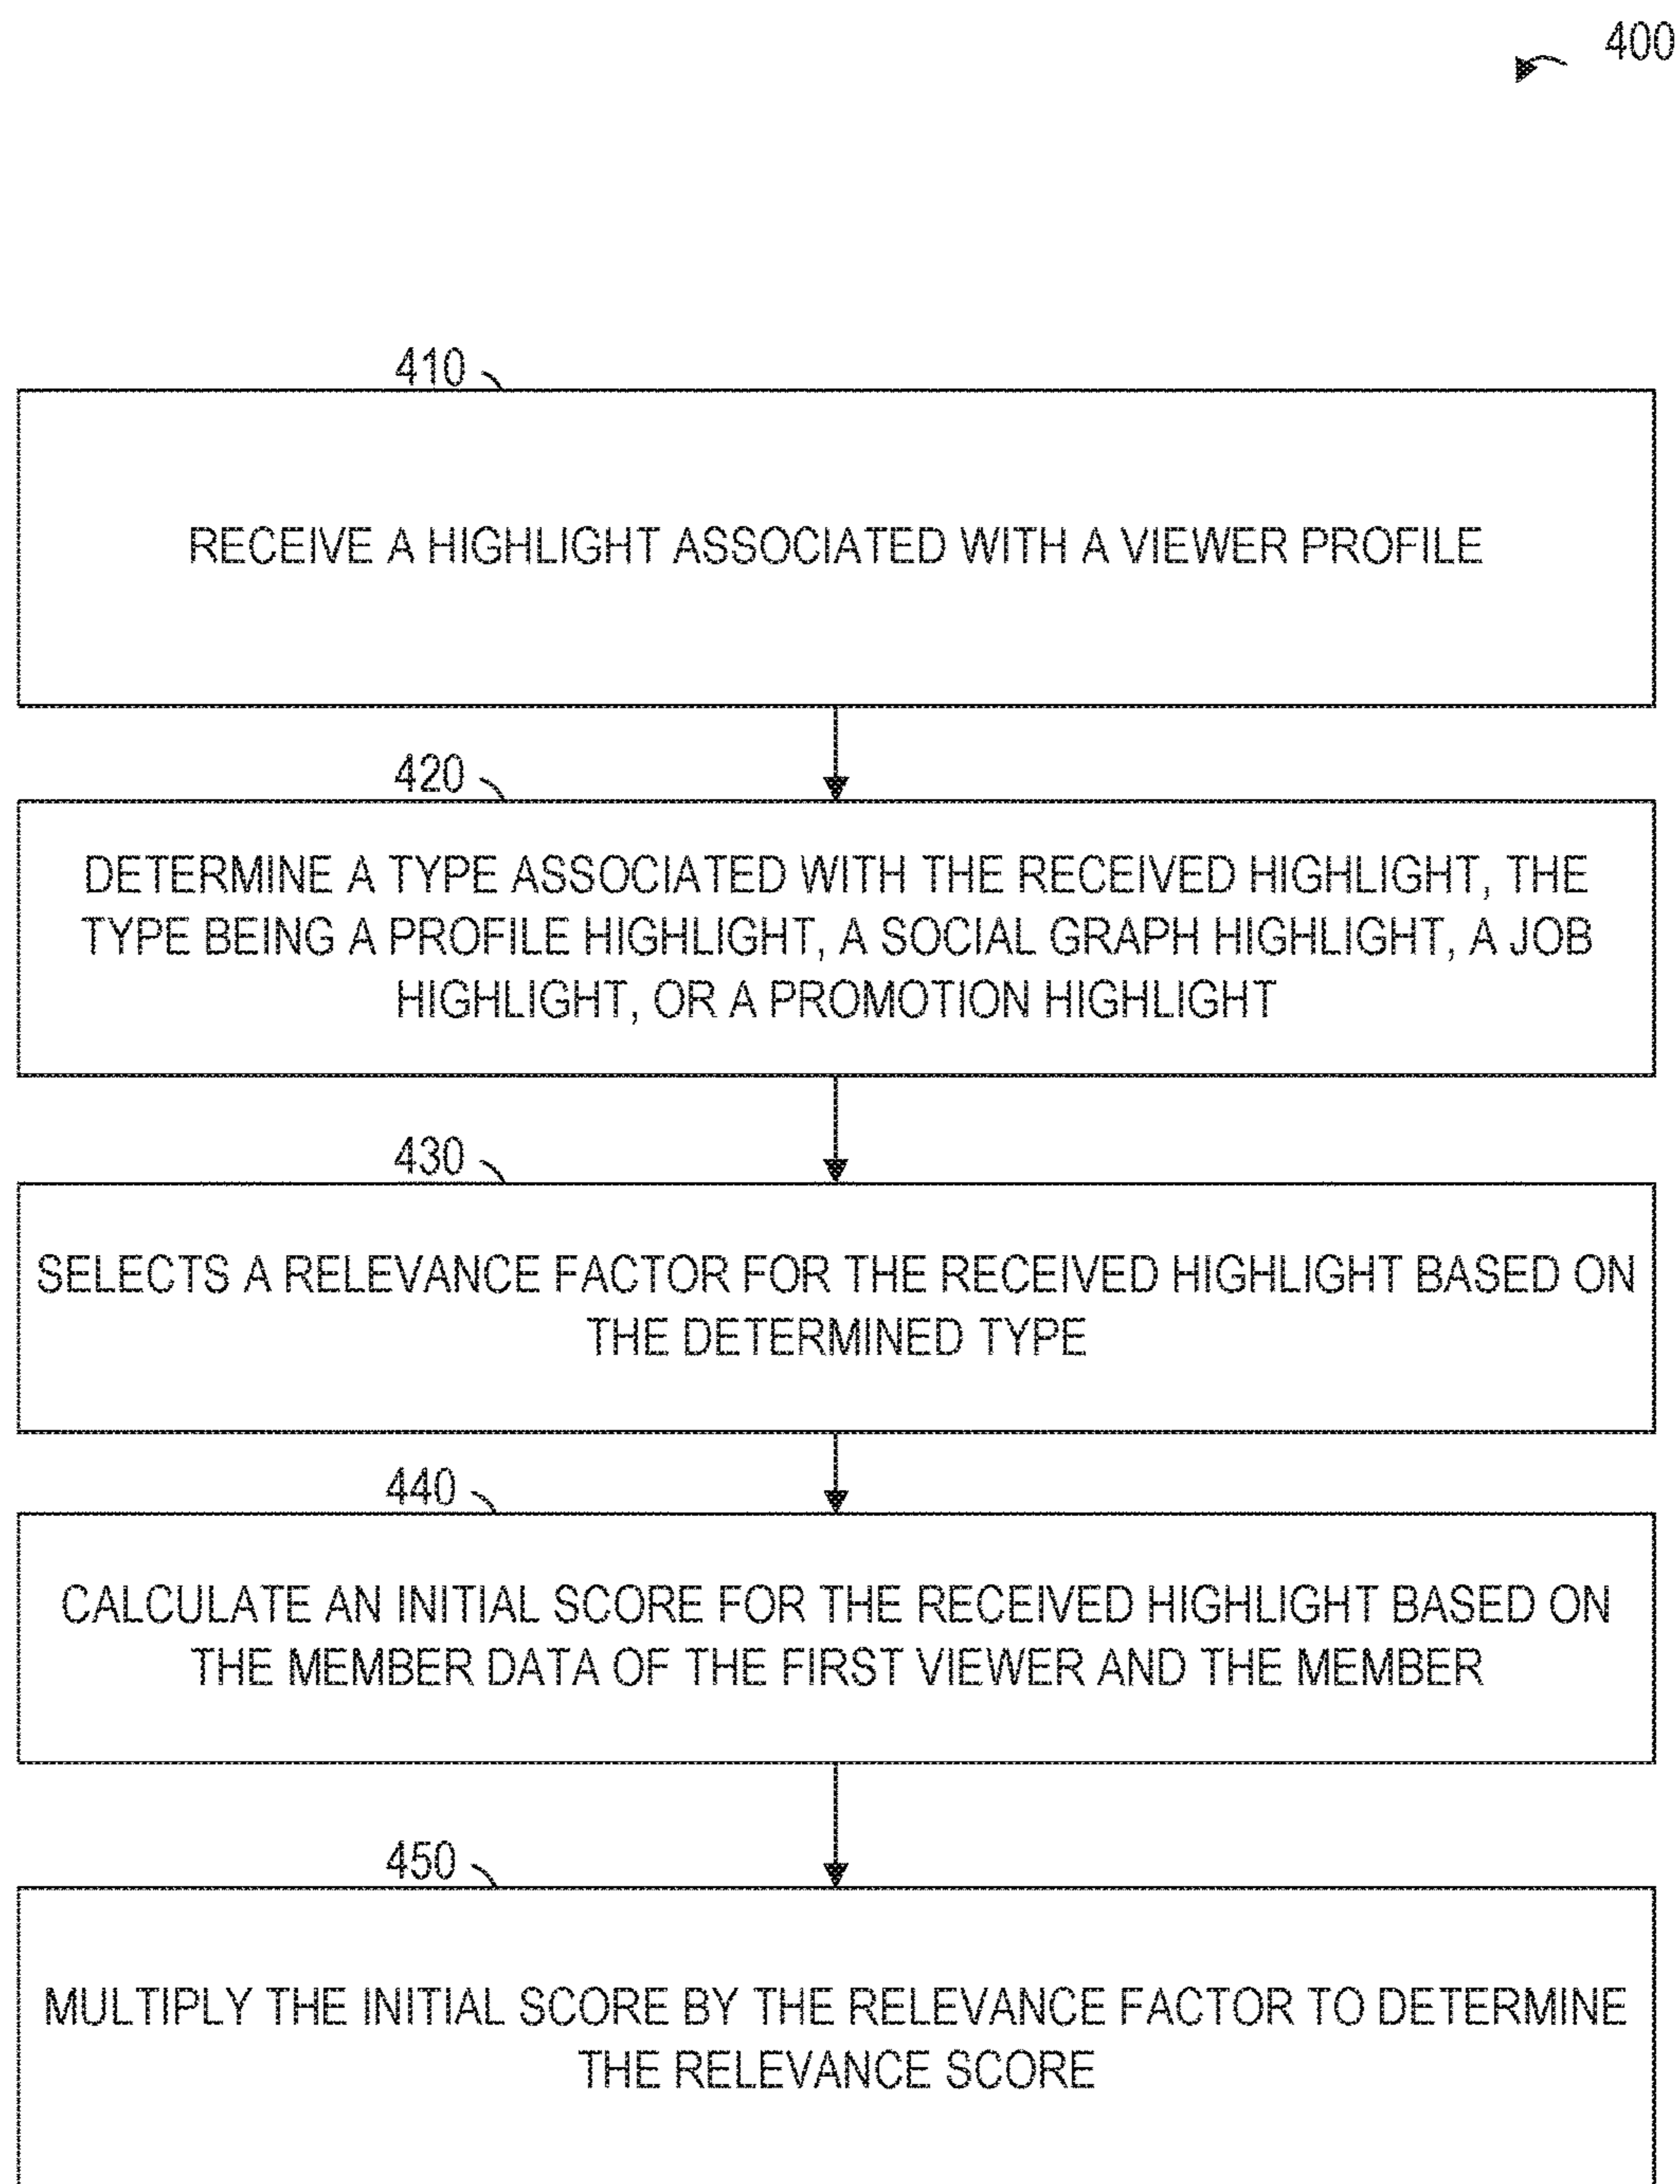 400
410
RECEIVE A HIGHLIGHT ASSOCIATED WITH A VIEWER PROFILE
420
DETERMINE A TYPE ASSOCIATED WITH THE RECEIVED HIGHLIGHT, THE
TYPE BEING A PROFILE HIGHLIGHT, A SOCIAL GRAPH HIGHLIGHT, A JOB
HIGHLIGHT, OR A PROMOTION HIGHLIGHT
430
SELECTS A RELEVANCE FACTOR FOR THE RECEIVED HIGHLIGHT BASED ON
THE DETERMINED TYPE
440
CALCULATE AN INITIAL SCORE FOR THE RECEIVED HIGHLIGHT BASED ON
THE MEMBER DATA OF THE FIRST VIEWER AND THE MEMBER
450
MULTIPLY THE INITIAL SCORE BY THE RELEVANCE FACTOR TO DETERMINE
THE RELEVANCE SCORE